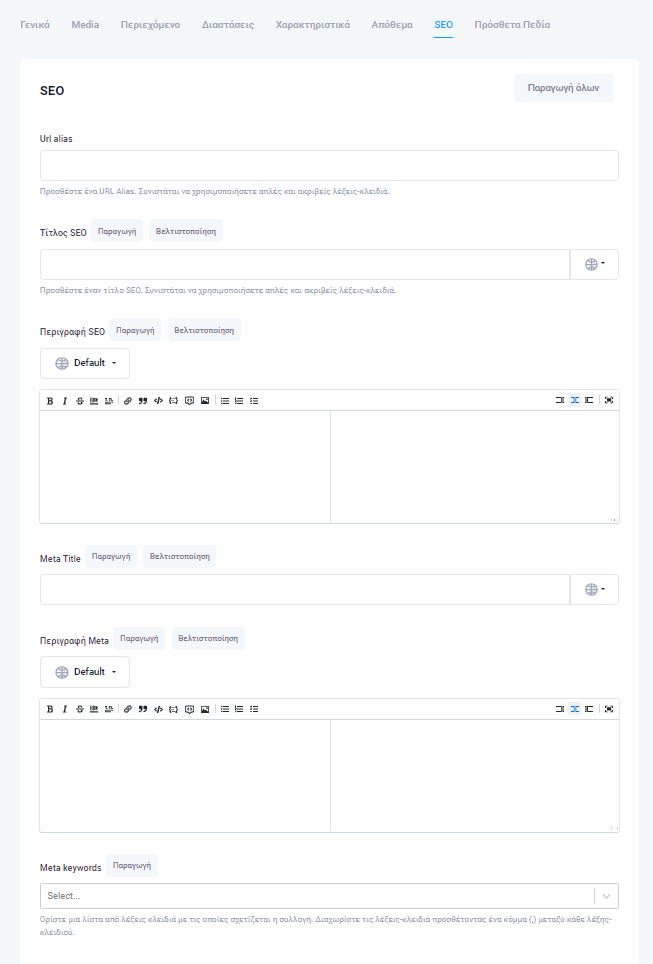 Γενικά Media Περιεχόμενο Διαστάσεις Χαρακτηριστικά Απόθεμα SEO Πρόσθετα Πεδία
SEO Παραγωγή όλων
Url alias
Προσθέστε ένα URL Alias. Συνιστάται να χρησιμοποιήσετε απλές και ακριβείς λέξεις-κλειδιά.
Τίτλος SEO Παραγωγή Βελτιστοποίηση
Προσθέστε έναν τίτλο SEO. Συνιστάται να χρησιμοποιήσετε απλές και ακριβείς λέξεις-κλειδιά.
Περιγραφή SEO Παραγωγή Βελτιστοποίηση
Default
Meta Title Παραγωγή Βελτιστοποίηση
Περιγραφή Meta Παραγωγή Βελτιστοποίηση
Default
Meta keywords Παραγωγή
Select...
Ορίστε μια λίστα από λέξεις κλειδιά με τις οποίες σχετίζεται η συλλογή. Διαχωρίστε τις λέξεις-κλειδιά προσθέτοντας ένα κόμμα (,) μεταξύ κάθε λέξης-
κλειδιού.